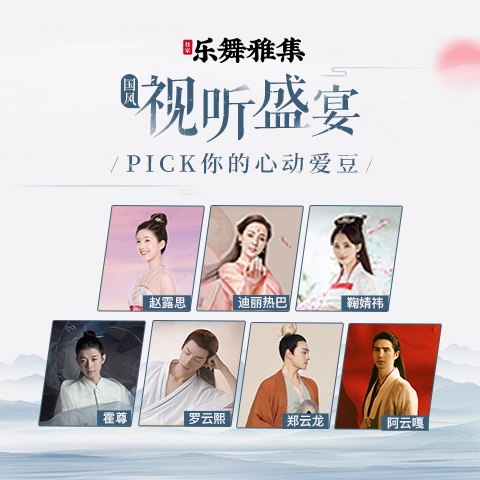 独家 乐舞雅集
国风 视听盛宴
PICK你的心动爱豆
赵露思 迪丽热巴 鞠婧祎
霍尊 罗云熙 郑云龙 阿云嘎